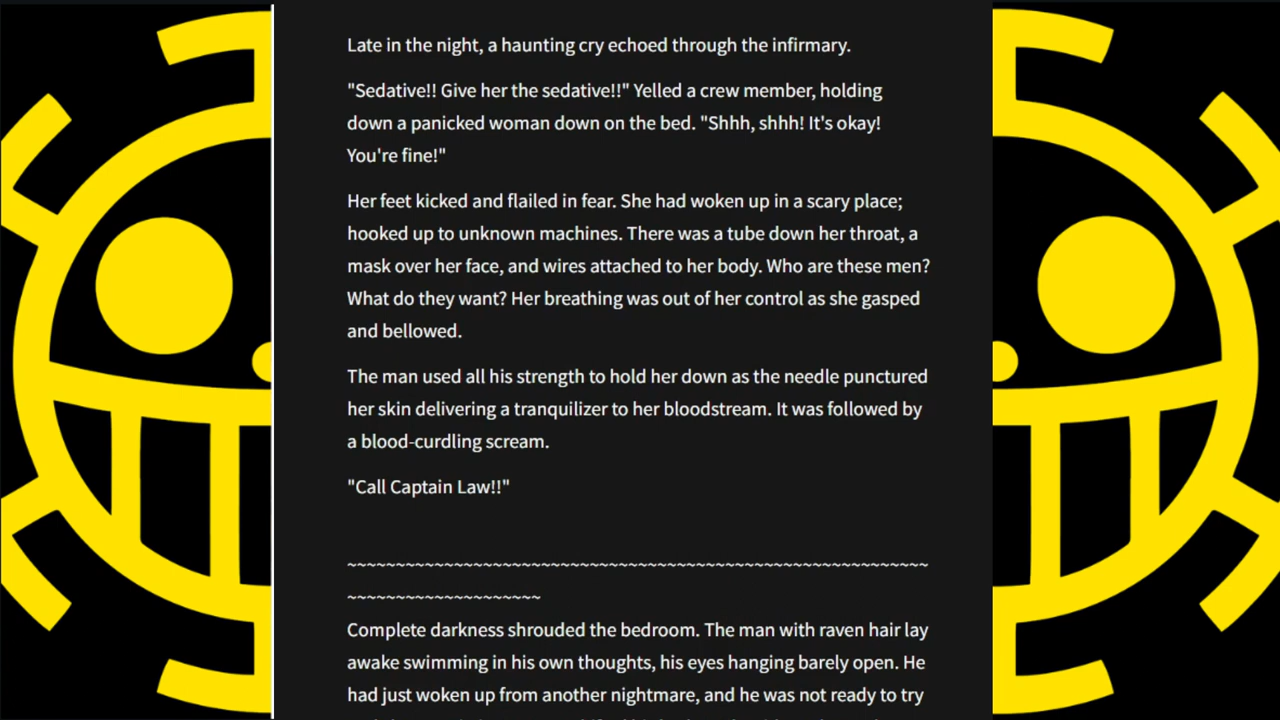 Late in the night, a haunting cry echoed through the infirmary.
"Sedative!! Give her the sedative!!" Yelled a crew member, holding
down a panicked woman down on the bed. "Shhh, shhh! It's okay!
You're fine!"
Her feet kicked and flailed in fear. She had woken up in a scary place;
hooked up to unknown machines. There was a tube down her throat, a
mask over her face, and wires attached to her body. Who are these men?
What do they want? Her breathing was out of her control as she gasped
and bellowed.
The man used all his strength to hold her down as the needle punctured
her skin delivering a tranquilizer to her bloodstream. It was followed by
a blood-curdling scream.
"Call Captain Law!!"
~~~~~~~~~~~~~~~~~~~~~~~~~~~~~~~~~~~~~~~~~~~~~~~~~~~~~~~~~~~~
~~~~~~~~~~~~~~~~~~~~
Complete darkness shrouded the bedroom. The man with raven hair lay
awake swimming in his own thoughts, his eyes hanging barely open. He
had just woken up from another nightmare, and he was not ready to try